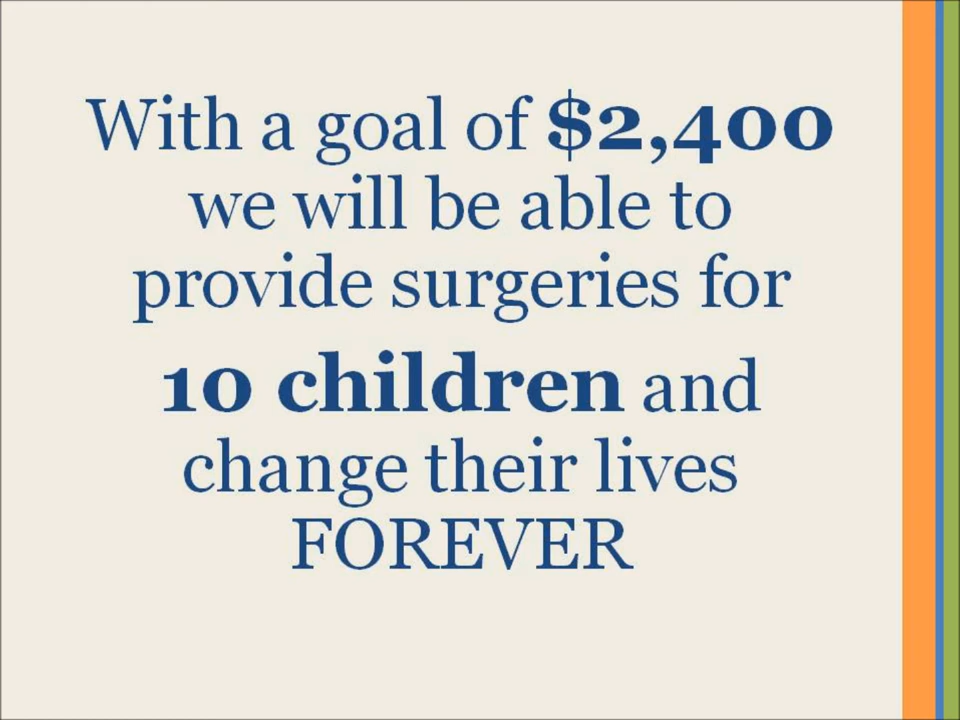 With a goal of $2,400
we will be able to
provide surgeries for
10 children and
change their lives
FOREVER